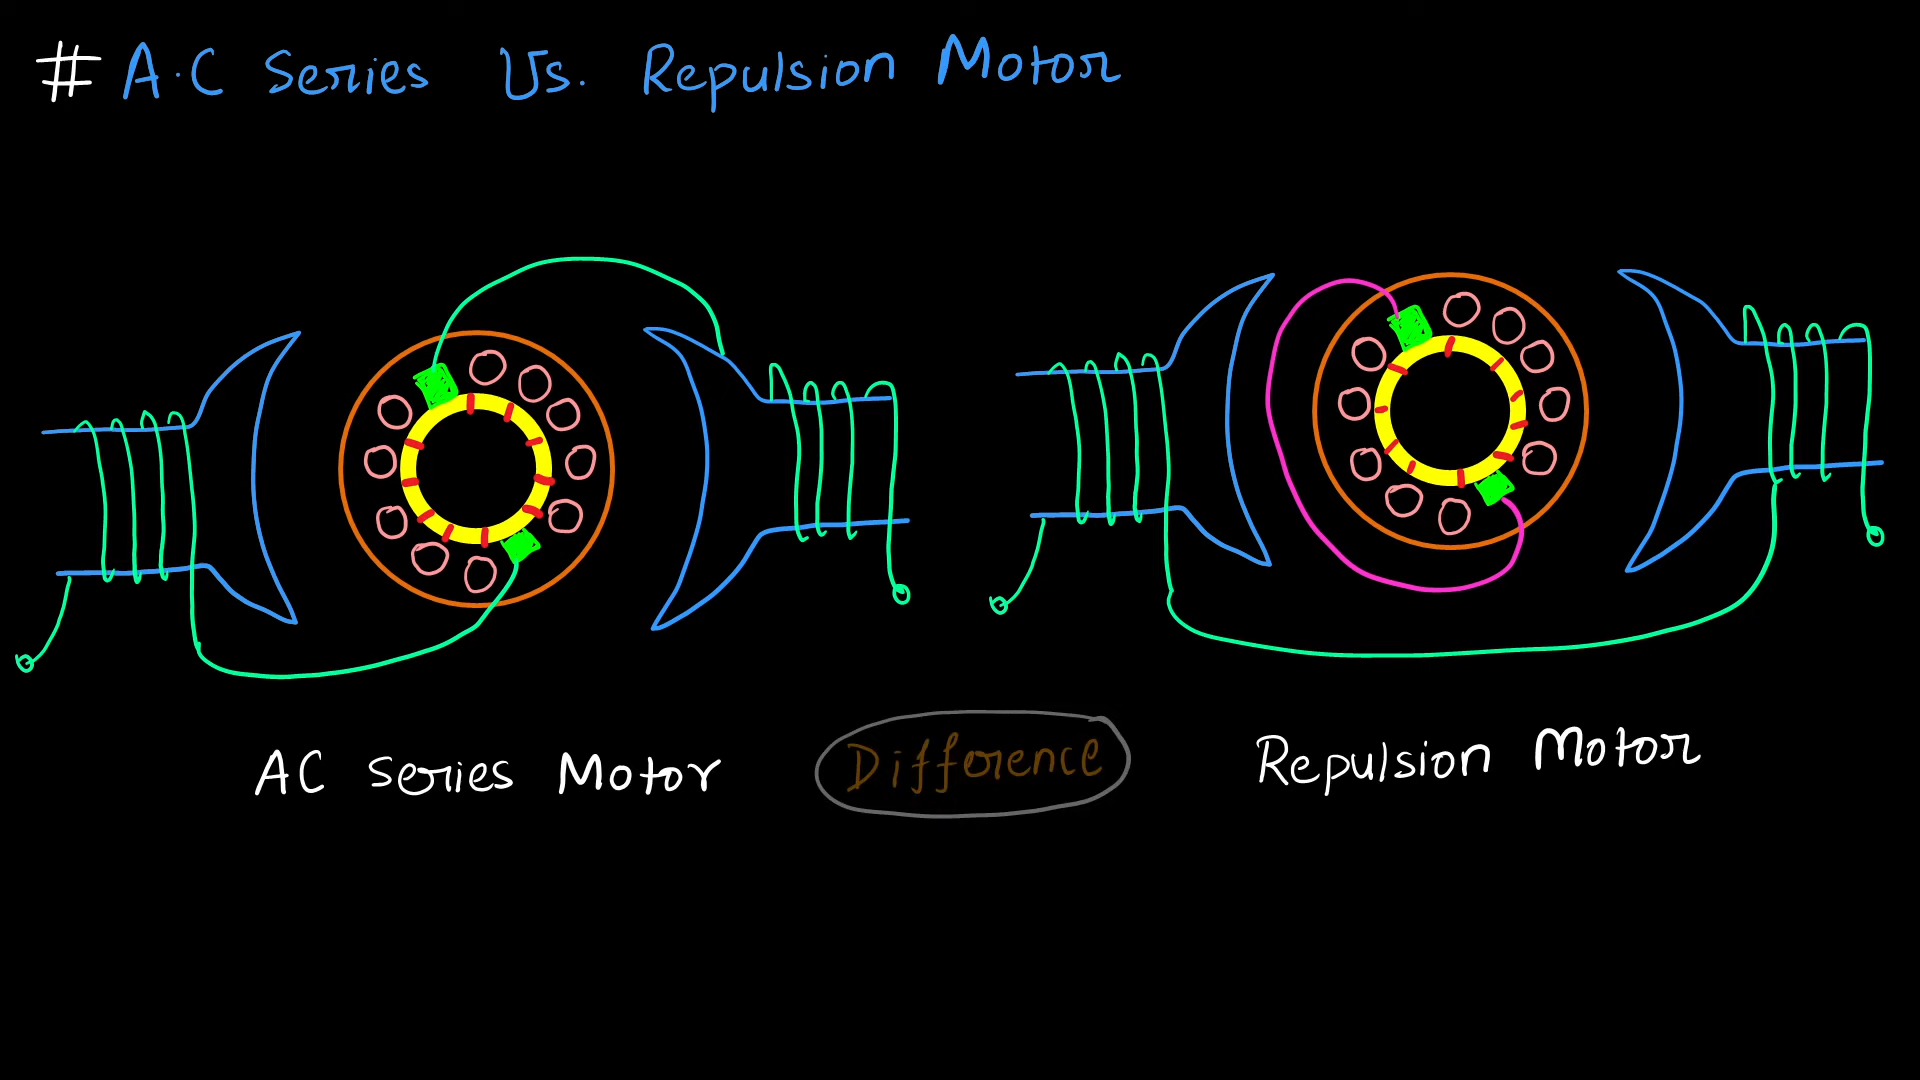 # A.C Series Vs. Repulsion Motor
AC Series Motor
Difference
Repulsion Motor